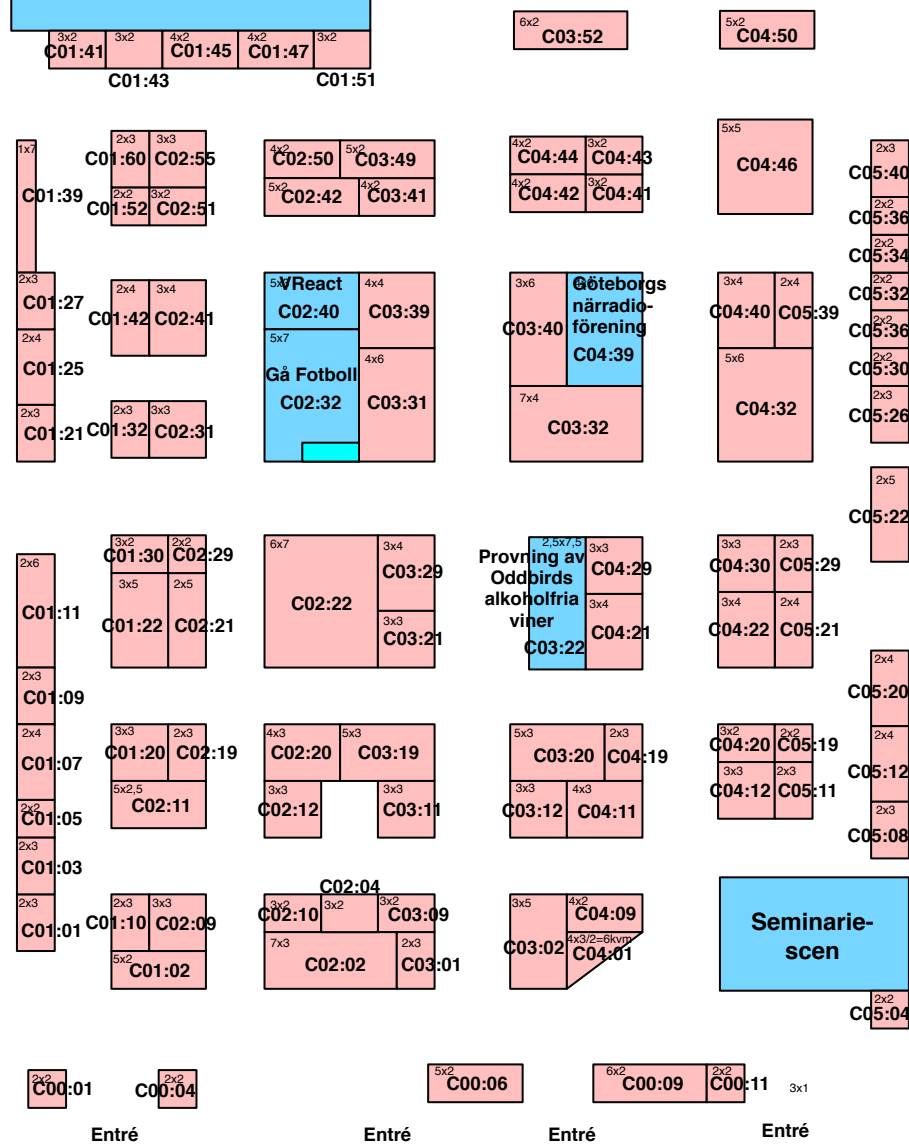 3x2 3x2 4x2 4x2 3x2
C01:41 C01:45 C01:47
C01:43 C01:51
6x2
C03:52
5x2
C04:50
1x7
C01:39
2x3 3x3
C01:60 C02:55
2x2 3x2
C01:52 C02:51
4x2 5x2
C02:50 C03:49
5x2 4x2
C02:42 C03:41
4x2 3x2
C04:44 C04:43
4x2 3x2
C04:42 C04:41
5x5
C04:46
2x3
C05:40
2x2
C05:36
2x2
C05:34
2x3
C01:27
2x4
C01:25
2x3
C01:21
2x4 3x4
C01:42 C02:41
2x3 3x3
C01:32 C02:31
VReact
C02:40
4x4
C03:39
5x7
Gå Fotboll
C02:32
4x6
C03:31
3x6
C03:40
Göteborgs
närradio-
förening
C04:39
7x4
C03:32
3x4 2x4
C04:40 C05:39
5x6
C04:32
2x2
C05:32
2x2
C05:36
2x2
C05:30
2x3
C05:26
2x5
C05:22
2x6
C01:11
2x3
C01:09
3x2 2x2
C01:30 C02:29
3x5 2x5
C01:22 C02:21
6x7
C02:22
3x4
C03:29
3x3
C03:21
2,5x7,5
Provning av
Oddbirds
alkoholfria
viner
C03:22
3x3
C04:29
3x4
C04:21
3x3 2x3
C04:30 C05:29
3x4 2x4
C04:22 C05:21
2x4
C05:20
2x4
C05:12
2x3
C05:08
2x4
C01:07
2x2
C01:05
2x3
C01:03
2x3
C01:01
3x3 2x3
C01:20 C02:19
5x2,5
C02:11
4x3 5x3
C02:20 C03:19
3x3 3x3
C02:12 C03:11
5x3 2x3
C03:20 C04:19
3x3 4x3
C03:12 C04:11
3x2 2x2
C04:20 C05:19
3x3 2x3
C04:12 C05:11
2x3 3x3
C01:10 C02:09
5x2
C01:02
C02:04
3x2 3x2 3x2
C02:10 C03:09
7x3 2x3
C02:02 C03:01
3x5
C03:02
4x2
C04:09
4x3/2=6kvm
C04:01
Seminarie-
scen
2x2
C05:04
2x2
C00:01
2x2
C00:04
5x2
C00:06
6x2 2x2
C00:09 C00:11
3x1
Entré Entré Entré Entré